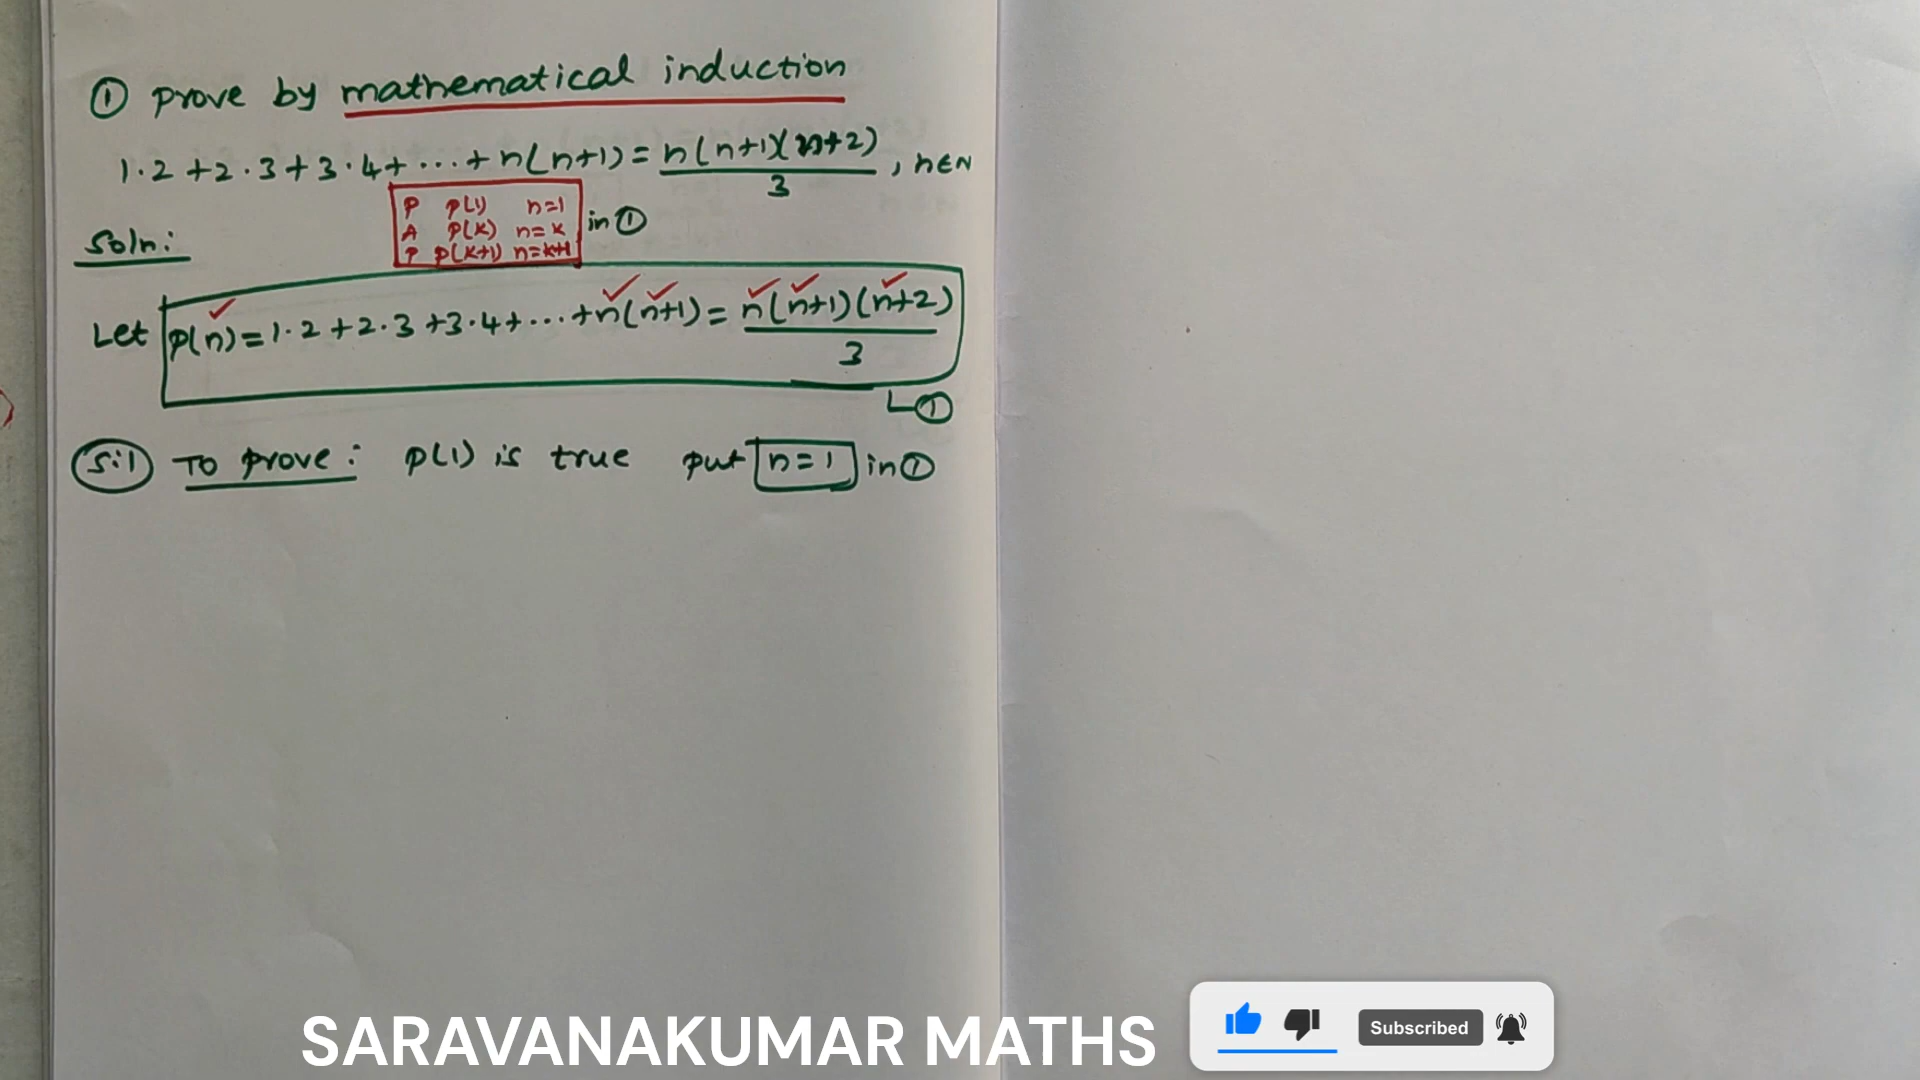 ① prove by mathematical induction
1·2+2·3+3·4+···+n(n+1)=n(n+1)(n+2)/3, n∈N
P P(1) n=1
A P(k) n=k in ①
P P(k+1) n=k+1
Soln:
Let P(n)=1·2+2·3+3·4+···+n(n+1)=n(n+1)(n+2)/3
①
S:1 To prove: P(1) is true put n=1 in ①
SARAVANAKUMAR MATHS
Subscribed